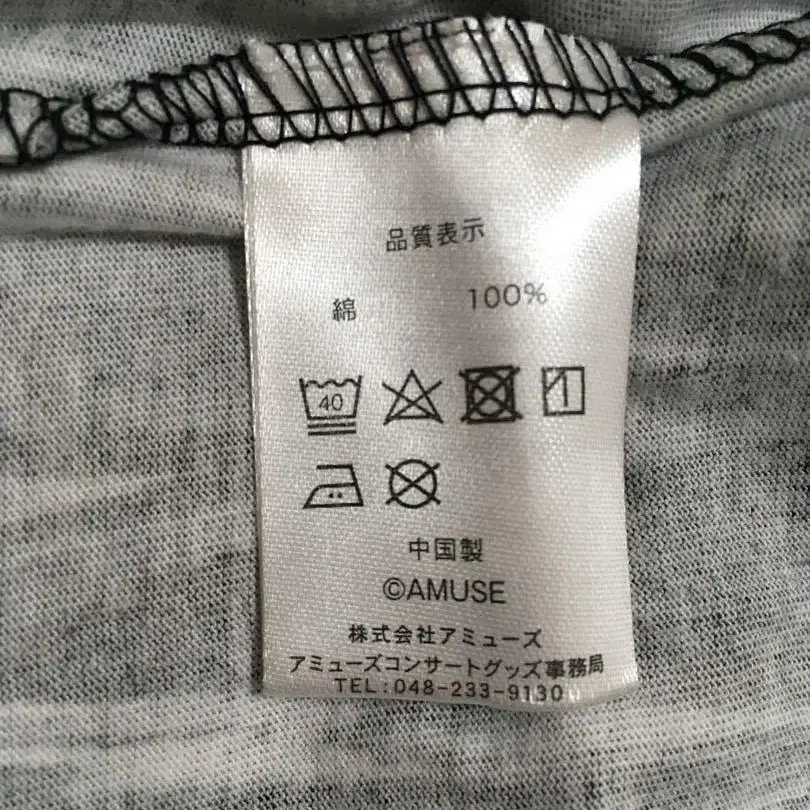 品質表示
綿 100%
40
中国製
©AMUSE
株式会社アミューズ
アミューズコンサートグッズ事務局
TEL:048-233-9130